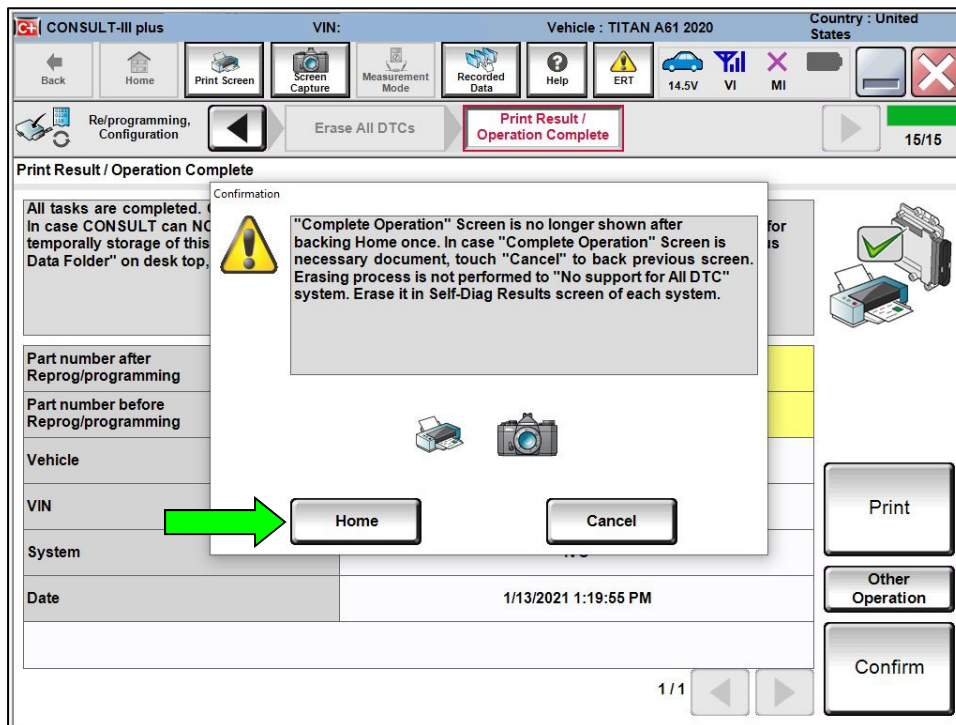 CONSULT-III plus VIN: Vehicle : TITAN A61 2020 Country : United States
Back Home Print Screen Screen Capture Measurement Mode Recorded Data Help ERT 14.5V VI MI
Re/programming, Configuration Erase All DTCs Print Result / Operation Complete 15/15
Print Result / Operation Complete
Confirmation
All tasks are completed.
In case CONSULT can for
temporally storage of this
Data Folder" on desk top,
"Complete Operation" Screen is no longer shown after
backing Home once. In case "Complete Operation" Screen is
necessary document, touch "Cancel" to back previous screen.
Erasing process is not performed to "No support for All DTC"
system. Erase it in Self-Diag Results screen of each system.
Part number after
Reprog/programming
Part number before
Reprog/programming
Vehicle
VIN
System
Date 1/13/2021 1:19:55 PM
Home Cancel
Print
Other
Operation
Confirm
1/1